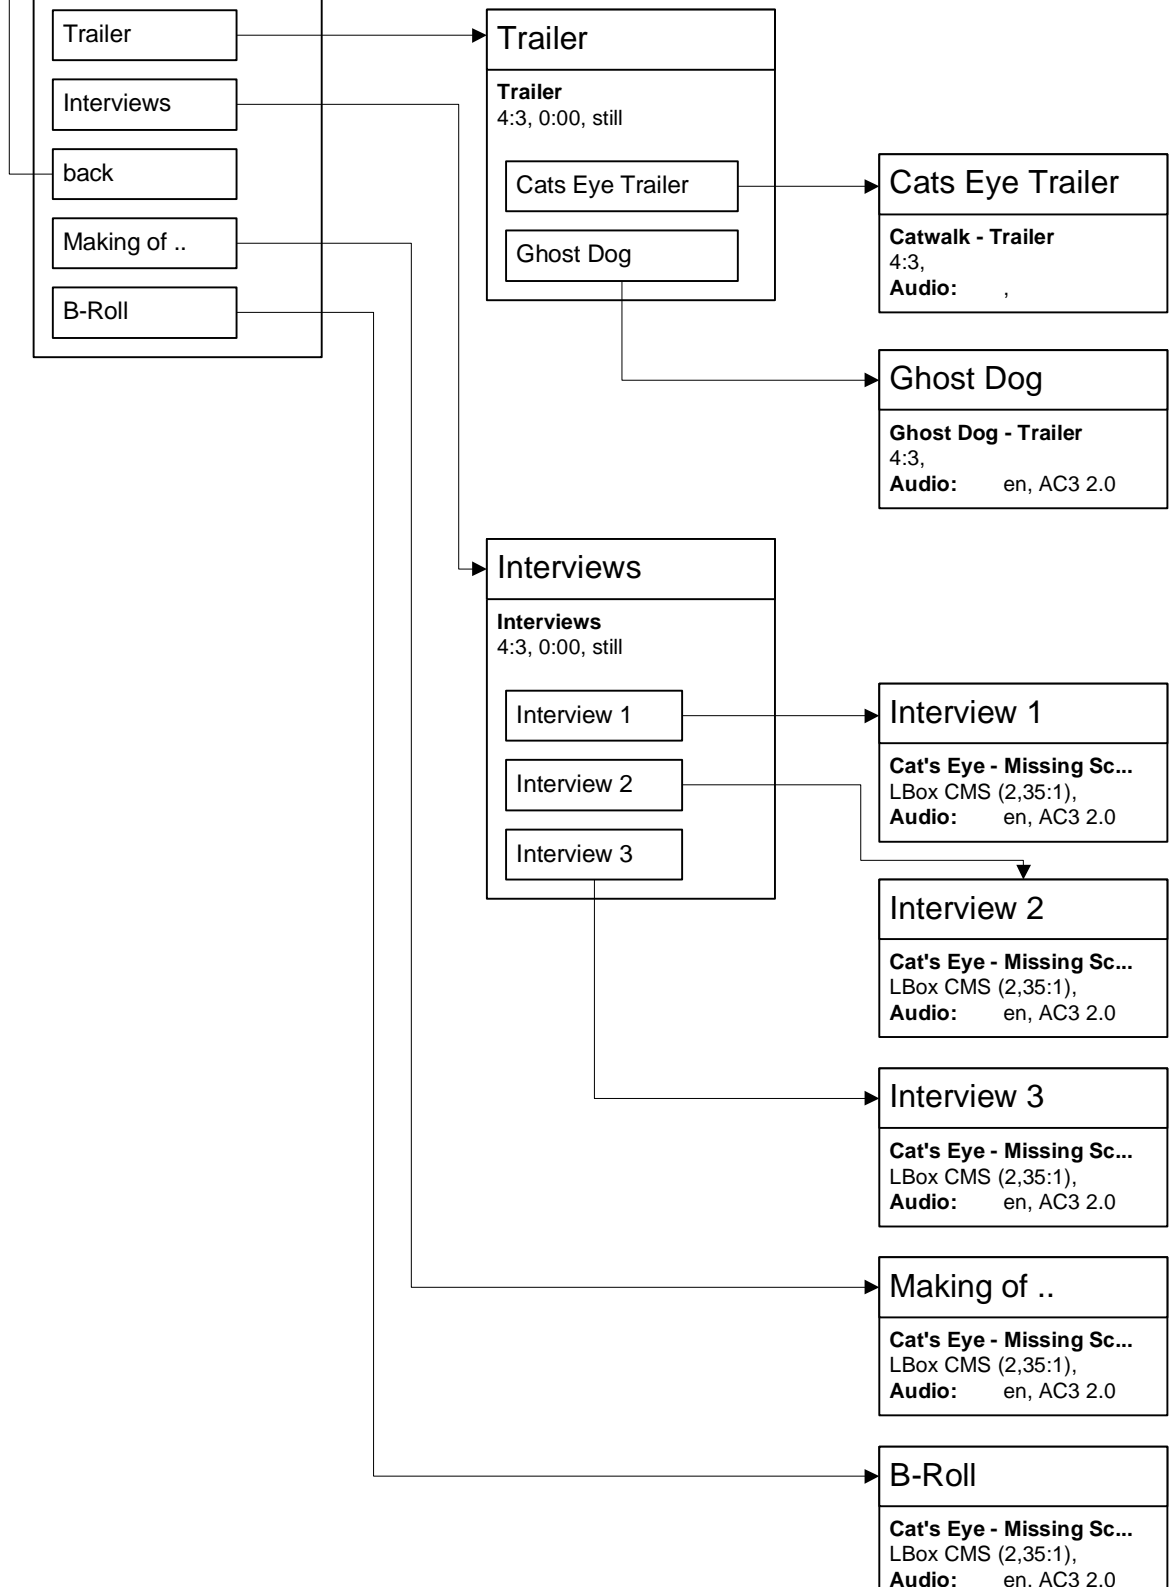 Trailer
Interviews
back
Making of ..
B-Roll
Trailer
Trailer
4:3, 0:00, still
Cats Eye Trailer
Ghost Dog
Cats Eye Trailer
Catwalk - Trailer
4:3,
Audio: ,
Ghost Dog
Ghost Dog - Trailer
4:3,
Audio: en, AC3 2.0
Interviews
Interviews
4:3, 0:00, still
Interview 1
Interview 2
Interview 3
Interview 1
Cat's Eye - Missing Sc...
LBox CMS (2,35:1),
Audio: en, AC3 2.0
Interview 2
Cat's Eye - Missing Sc...
LBox CMS (2,35:1),
Audio: en, AC3 2.0
Interview 3
Cat's Eye - Missing Sc...
LBox CMS (2,35:1),
Audio: en, AC3 2.0
Making of ..
Cat's Eye - Missing Sc...
LBox CMS (2,35:1),
Audio: en, AC3 2.0
B-Roll
Cat's Eye - Missing Sc...
LBox CMS (2,35:1),
Audio: en, AC3 2.0